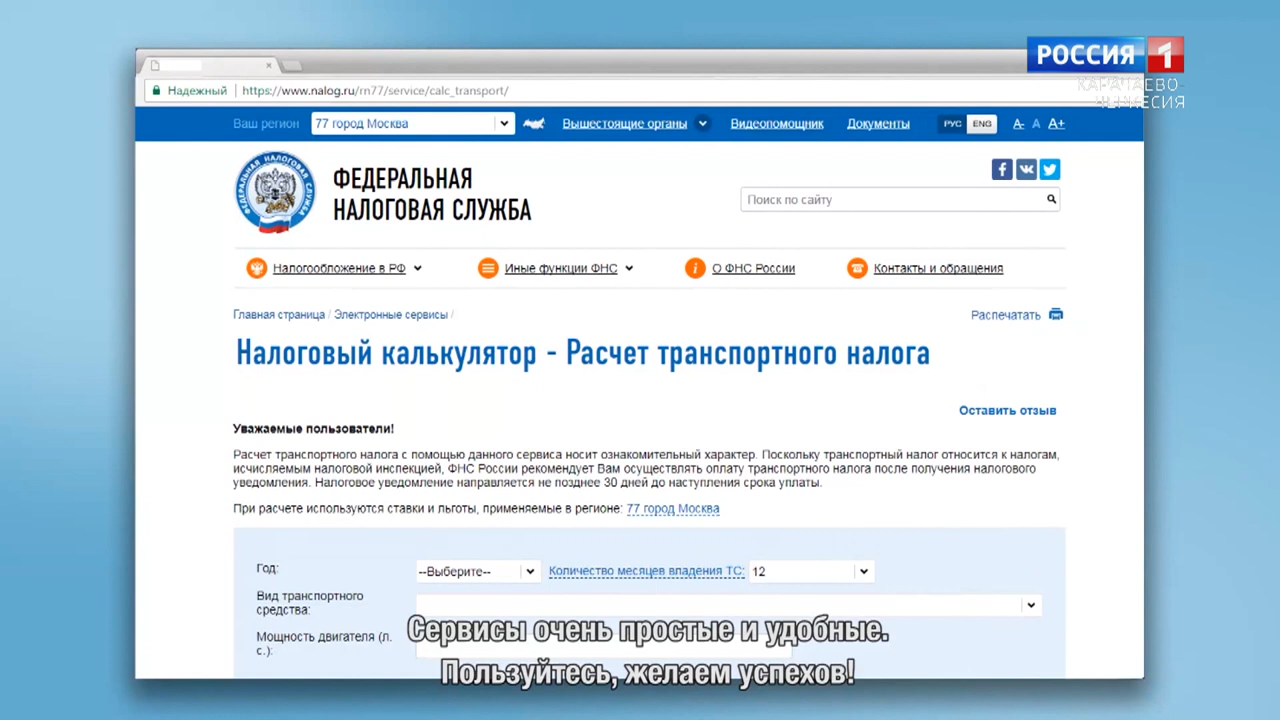 РОССИЯ 1
КАРАЧАЕВО-
ЧЕРКЕСИЯ
Надежный https://www.nalog.ru/rn77/service/calc_transport/
Ваш регион 77 город Москва Вышестоящие органы Видеопомощник Документы РУС ENG A- A A+
ФЕДЕРАЛЬНАЯ
НАЛОГОВАЯ СЛУЖБА
Поиск по сайту
Налогообложение в РФ Иные функции ФНС О ФНС России Контакты и обращения
Главная страница / Электронные сервисы / Распечатать
Налоговый калькулятор - Расчет транспортного налога
Оставить отзыв
Уважаемые пользователи!
Расчет транспортного налога с помощью данного сервиса носит ознакомительный характер. Поскольку транспортный налог относится к налогам,
исчисляемым налоговой инспекцией, ФНС России рекомендует Вам осуществлять оплату транспортного налога после получения налогового
уведомления. Налоговое уведомление направляется не позднее 30 дней до наступления срока уплаты.
При расчете используются ставки и льготы, применяемые в регионе: 77 город Москва
Год: --Выберите-- Количество месяцев владения ТС: 12
Вид транспортного
средства:
Мощность двигателя (л.
с.):
Сервисы очень простые и удобные.
Пользуйтесь, желаем успехов!